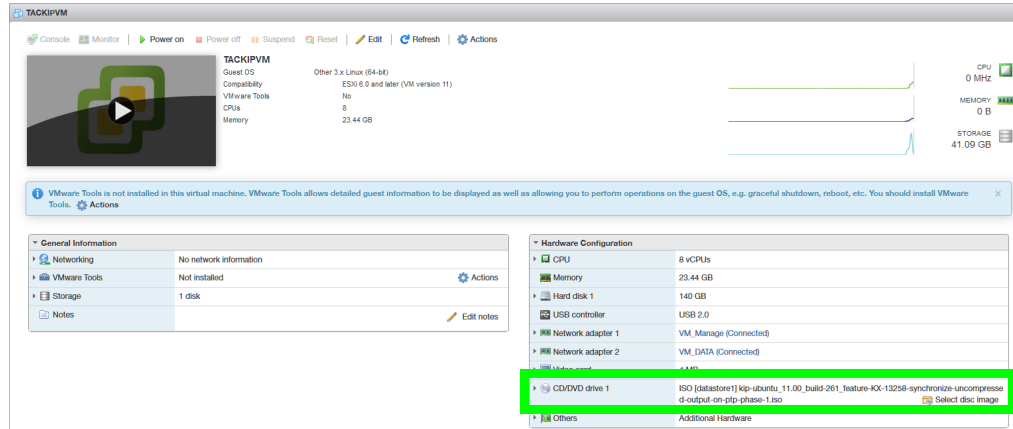 TACKIPVM
Console Monitor Power on Power off Suspend Reset Edit Refresh Actions
TACKIPVM
Guest OS Other 3.x Linux (64-bit)
Compatibility ESXi 6.0 and later (VM version 11)
VMware Tools No
CPUs 8
Memory 23.44 GB
CPU
0 MHz
MEMORY
0 B
STORAGE
41.09 GB
VMware Tools is not installed in this virtual machine. VMware Tools allows detailed guest information to be displayed as well as allowing you to perform operations on the guest OS, e.g. graceful shutdown, reboot, etc. You should install VMware
Tools. Actions
General Information
Networking No network information
VMware Tools Not installed Actions
Storage 1 disk
Notes Edit notes
Hardware Configuration
CPU 8 vCPUs
Memory 23.44 GB
Hard disk 1 140 GB
USB controller USB 2.0
Network adapter 1 VM_Manage (Connected)
Network adapter 2 VM_DATA (Connected)
CD/DVD drive 1 ISO [datastore1] kip-ubuntu_11.00_build-261_feature-KX-13258-synchronize-uncompresse
d-output-on-ptp-phase-1.iso Select disc image
Others Additional Hardware